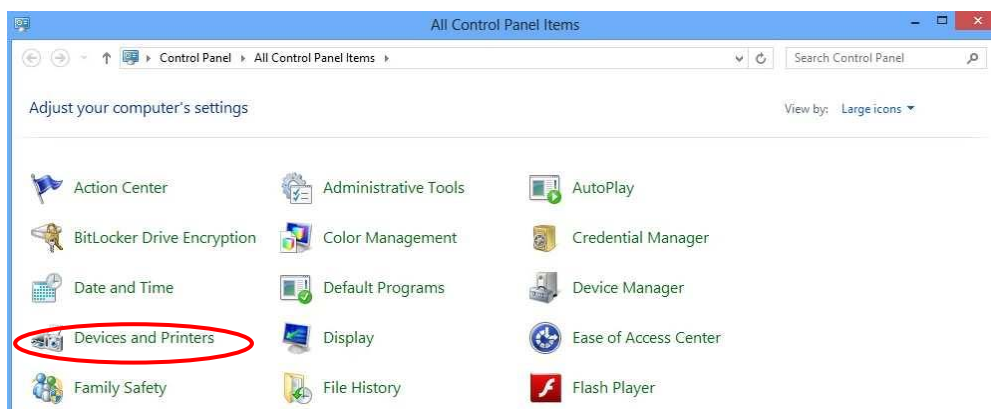 All Control Panel Items
Control Panel All Control Panel Items Search Control Panel
Adjust your computer's settings View by: Large icons
Action Center Administrative Tools AutoPlay
BitLocker Drive Encryption Color Management Credential Manager
Date and Time Default Programs Device Manager
Devices and Printers Display Ease of Access Center
Family Safety File History Flash Player